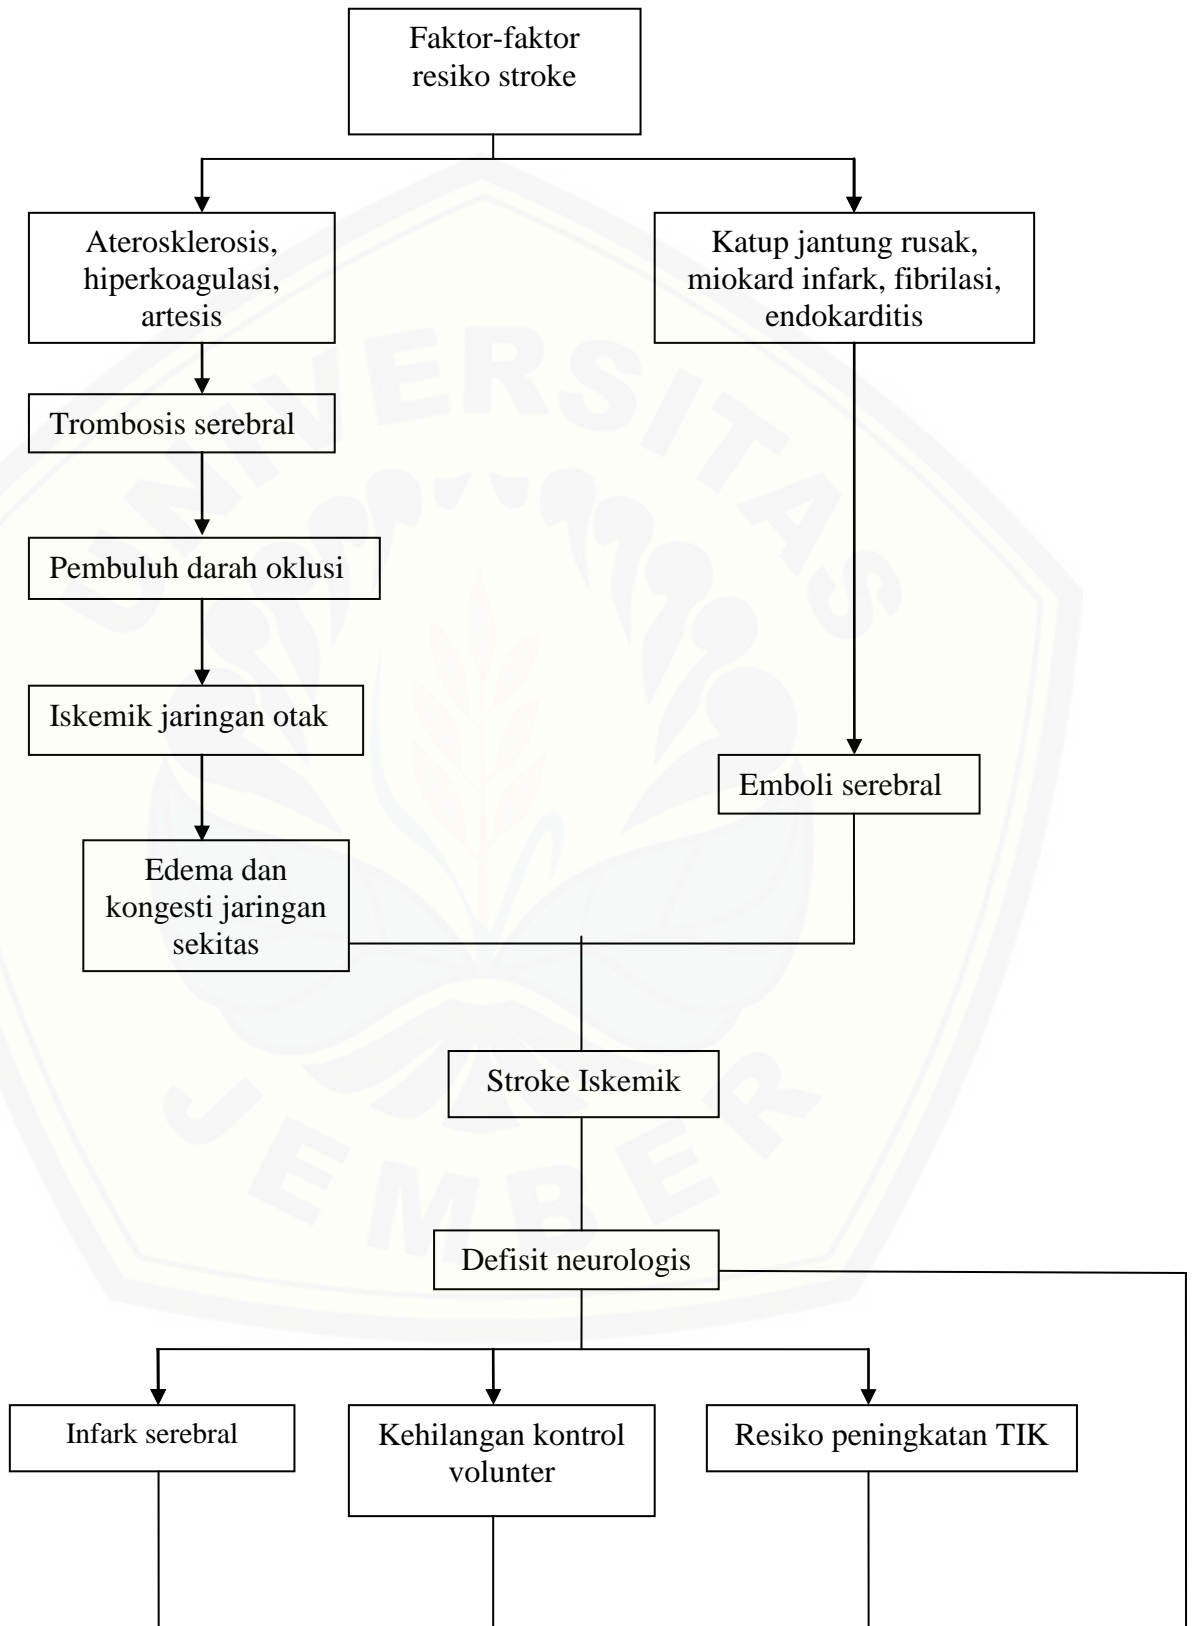 Faktor-faktor
resiko stroke
Aterosklerosis,
hiperkoagulasi,
artesis
Katup jantung rusak,
miokard infark, fibrilasi,
endokarditis
Trombosis serebral
Pembuluh darah oklusi
Iskemik jaringan otak
Emboli serebral
Edema dan
kongesti jaringan
sekitas
Stroke Iskemik
Defisit neurologis
Infark serebral
Kehilangan kontrol
volunter
Resiko peningkatan TIK
UNIVERSITAS
JEMBER